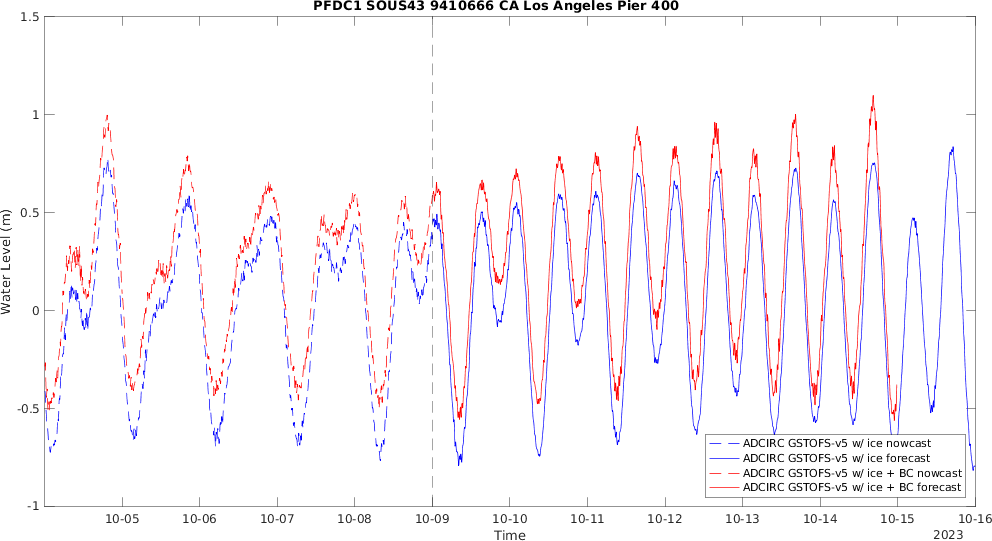 PFDC1 SOUS43 9410666 CA Los Angeles Pier 400
1.5
1
0.5
0
-0.5
-1
Water Level (m)
ADCIRC GSTOFS-v5 w/ ice nowcast
ADCIRC GSTOFS-v5 w/ ice forecast
ADCIRC GSTOFS-v5 w/ ice + BC nowcast
ADCIRC GSTOFS-v5 w/ ice + BC forecast
10-05 10-06 10-07 10-08 10-09 10-10 10-11 10-12 10-13 10-14 10-15 10-16
Time
2023